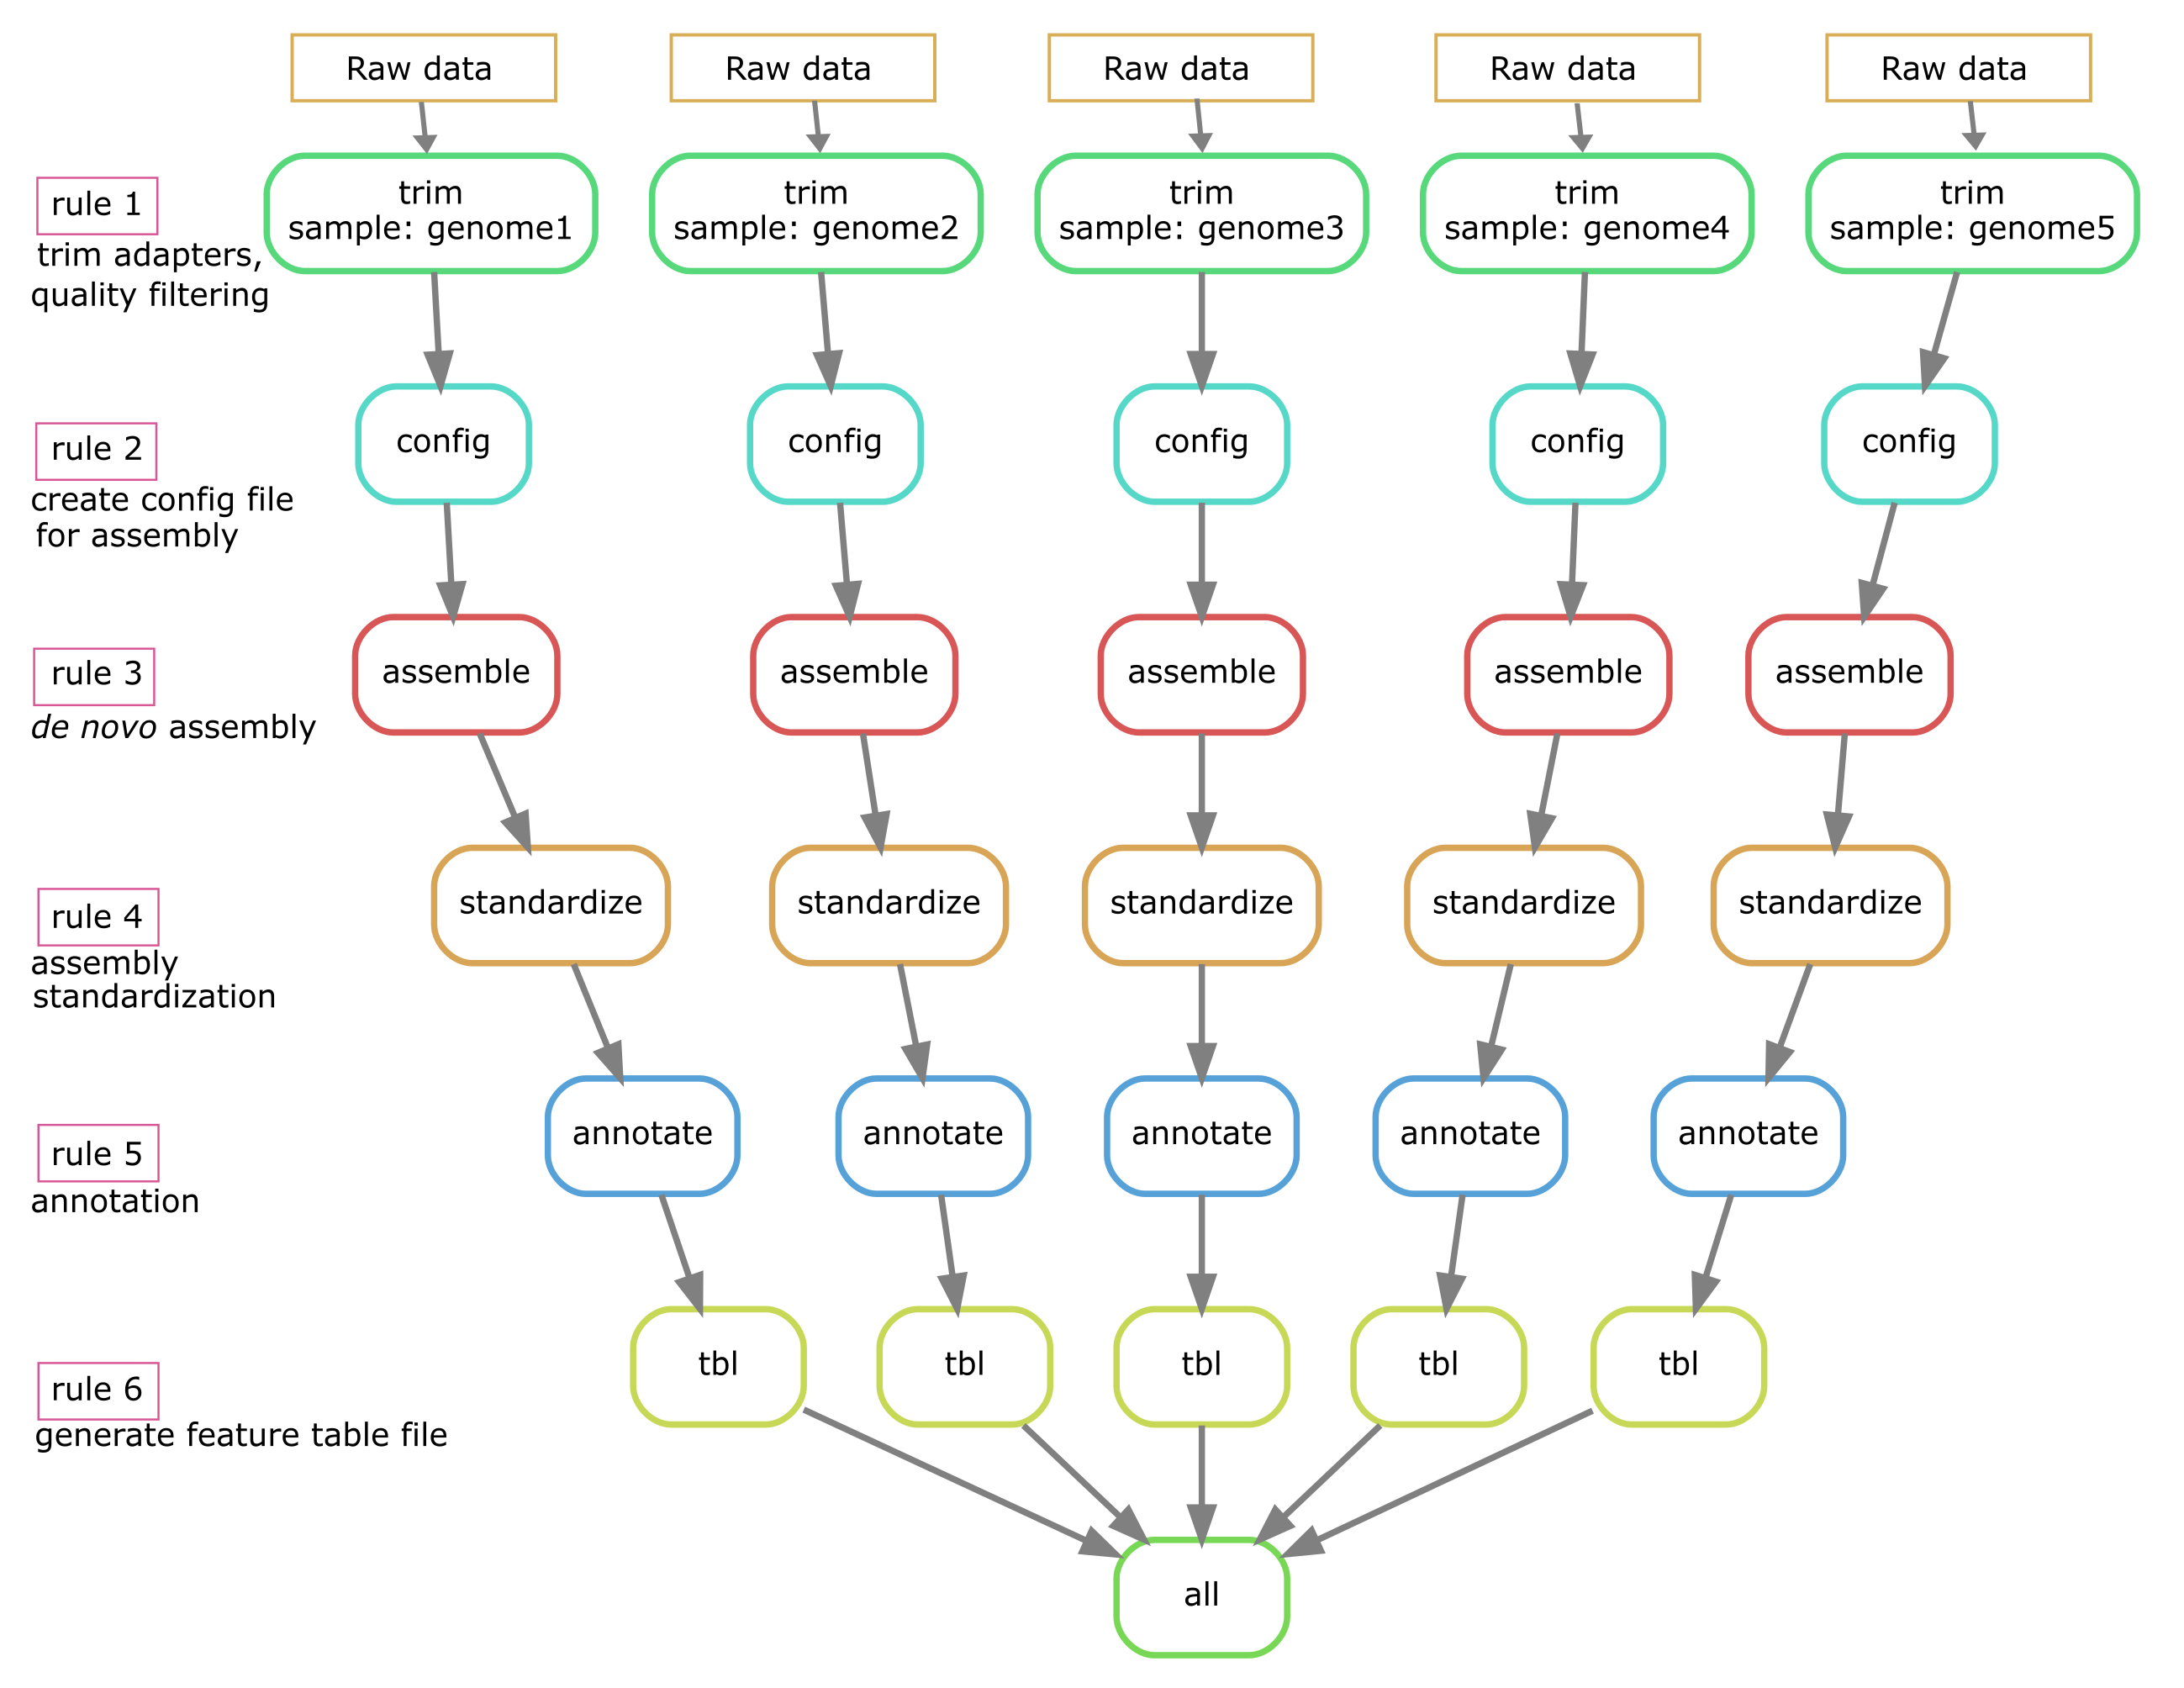 Raw data
Raw data
Raw data
Raw data
Raw data
rule 1
trim adapters,
quality filtering
trim
sample: genome1
trim
sample: genome2
trim
sample: genome3
trim
sample: genome4
trim
sample: genome5
rule 2
create config file
for assembly
config
config
config
config
config
rule 3
de novo assembly
assemble
assemble
assemble
assemble
assemble
rule 4
assembly
standardization
standardize
standardize
standardize
standardize
standardize
rule 5
annotation
annotate
annotate
annotate
annotate
annotate
rule 6
generate feature table file
tbl
tbl
tbl
tbl
tbl
all